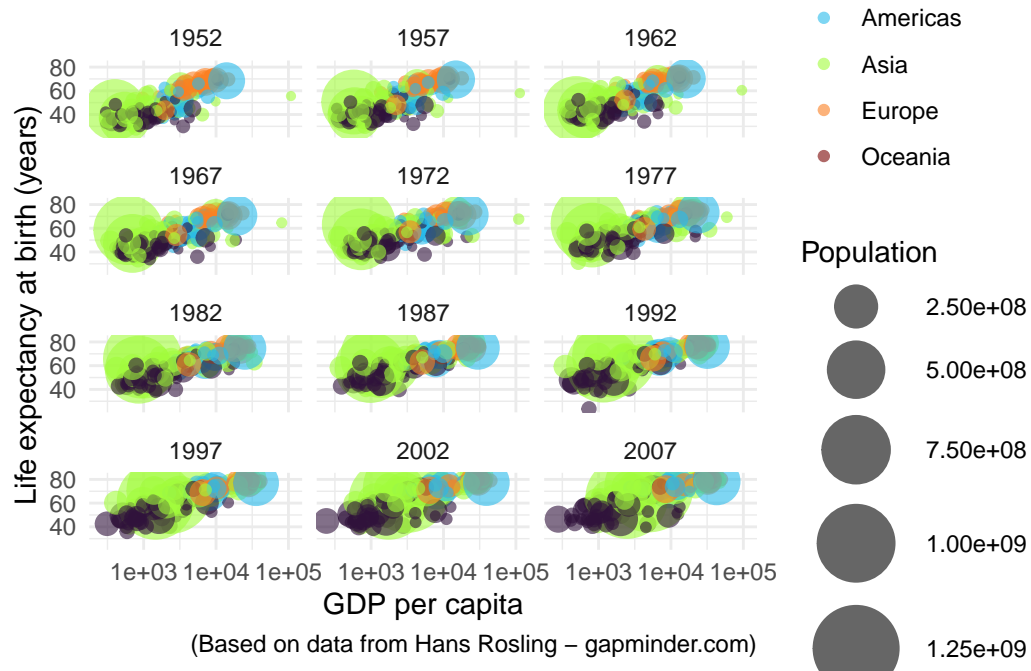 Americas
Asia
Europe
Oceania
Population
2.50e+08
5.00e+08
7.50e+08
1.00e+09
1.25e+09
1952 1957 1962
80
60
40
1967 1972 1977
80
60
40
1982 1987 1992
80
60
40
1997 2002 2007
80
60
40
1e+03 1e+04 1e+05 1e+03 1e+04 1e+05 1e+03 1e+04 1e+05
Life expectancy at birth (years)
GDP per capita
(Based on data from Hans Rosling − gapminder.com)